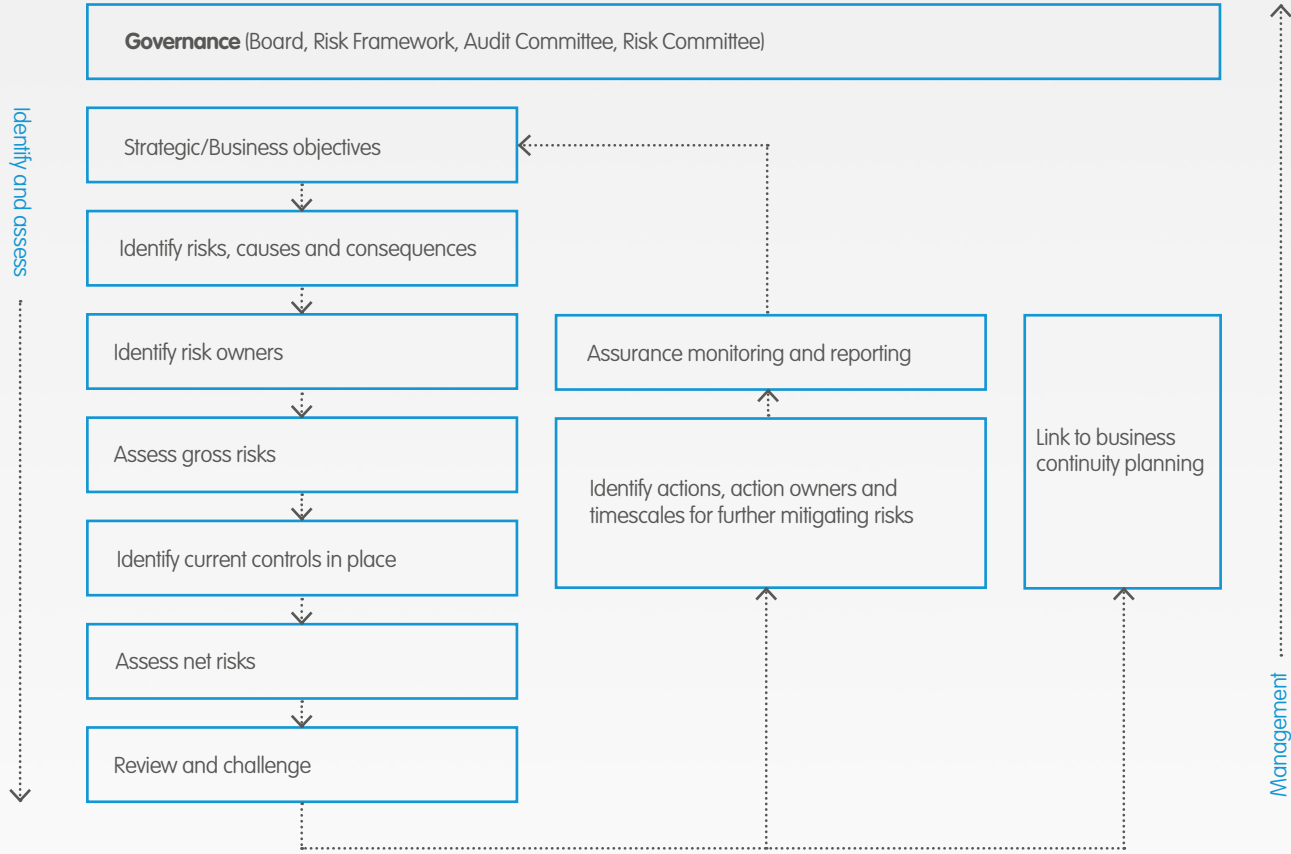 Governance (Board, Risk Framework, Audit Committee, Risk Committee)
Identify and assess
Strategic/Business objectives
Identify risks, causes and consequences
Identify risk owners
Assess gross risks
Identify current controls in place
Assess net risks
Review and challenge
Assurance monitoring and reporting
Identify actions, action owners and
timescales for further mitigating risks
Link to business
continuity planning
Management